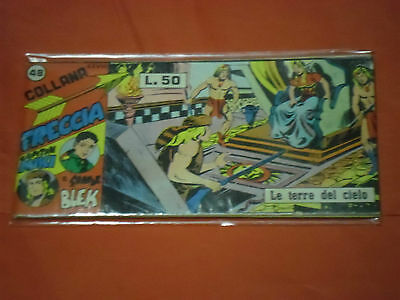 48
COLLANA
L. 50
FRECCIA
BLEK
Le terre del cielo